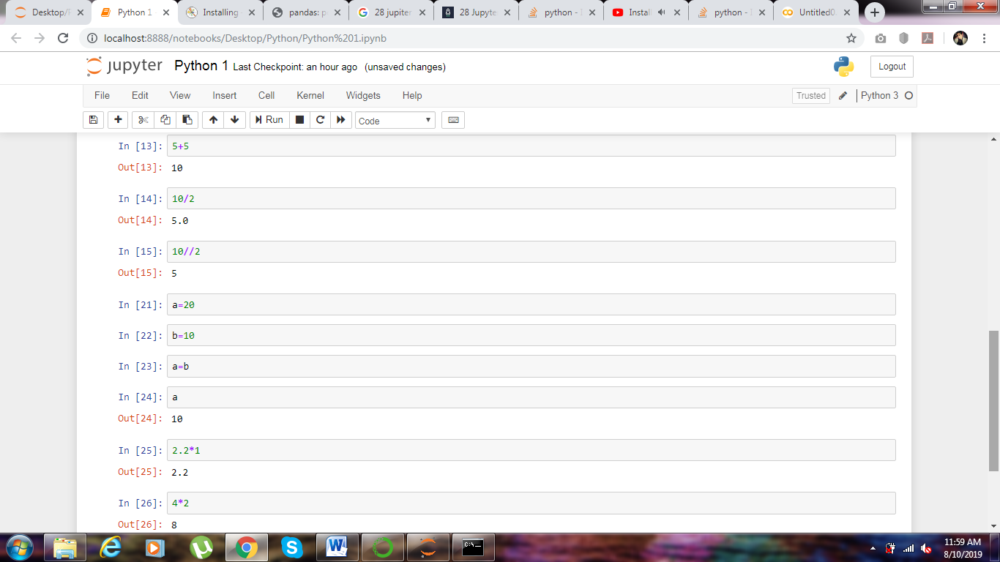 Desktop/P
Python 1
Installing
pandas: p
28 jupiter
28 Jupyte
python - I
Instal
python - I
Untitled0.
localhost:8888/notebooks/Desktop/Python/Python%201.ipynb
jupyter Python 1 Last Checkpoint: an hour ago (unsaved changes)
Logout
File Edit View Insert Cell Kernel Widgets Help
Trusted Python 3
Run Code
In [13]: 5+5
Out[13]: 10
In [14]: 10/2
Out[14]: 5.0
In [15]: 10//2
Out[15]: 5
In [21]: a=20
In [22]: b=10
In [23]: a=b
In [24]: a
Out[24]: 10
In [25]: 2.2*1
Out[25]: 2.2
In [26]: 4*2
Out[26]: 8
11:59 AM
8/10/2019